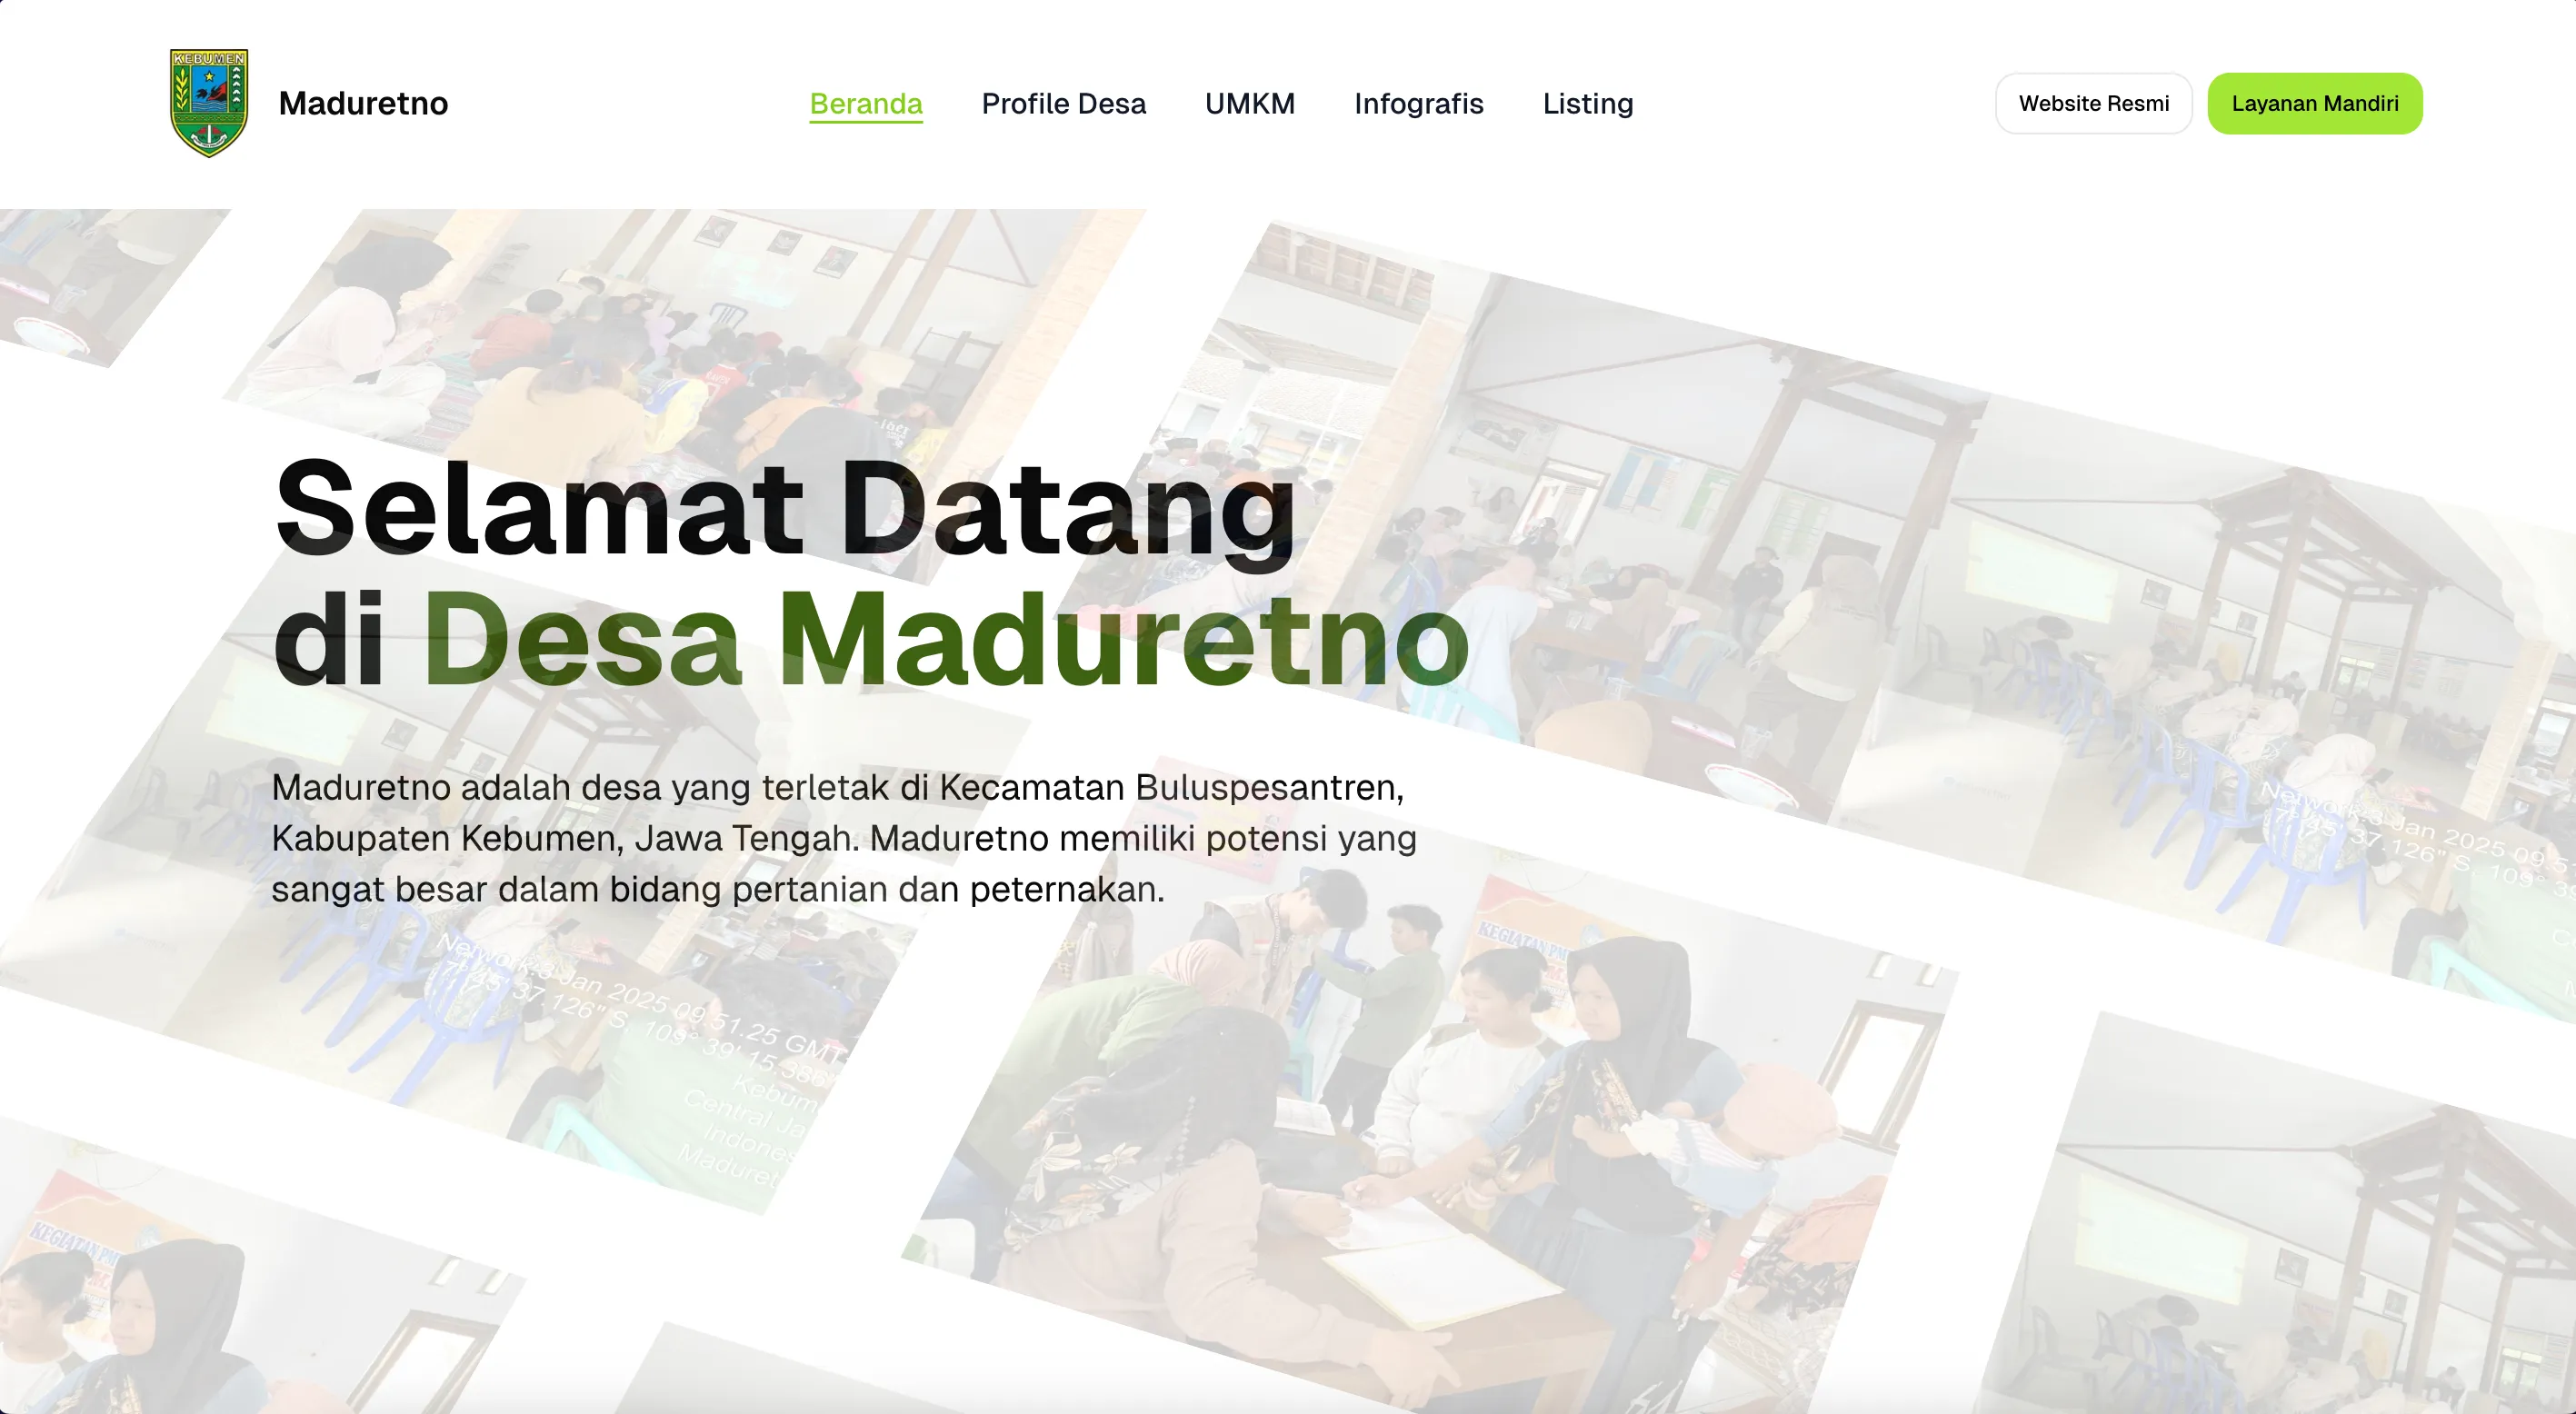 KEBUMEN
Maduretno
Beranda
Profile Desa
UMKM
Infografis
Listing
Website Resmi
Layanan Mandiri
Selamat Datang
di Desa Maduretno
Maduretno adalah desa yang terletak di Kecamatan Buluspesantren,
Kabupaten Kebumen, Jawa Tengah. Maduretno memiliki potensi yang
sangat besar dalam bidang pertanian dan peternakan.
Network:3 Jan 2025 09.51
7°45' 37.126" S, 109°
Network:3 Jan 2025 09.51.25 GMT
7°45' 37.126" S, 109° 39' 15.386"
Kebum
Central Ja
Indones
Maduret
KEGIATAN
KEGIATAN